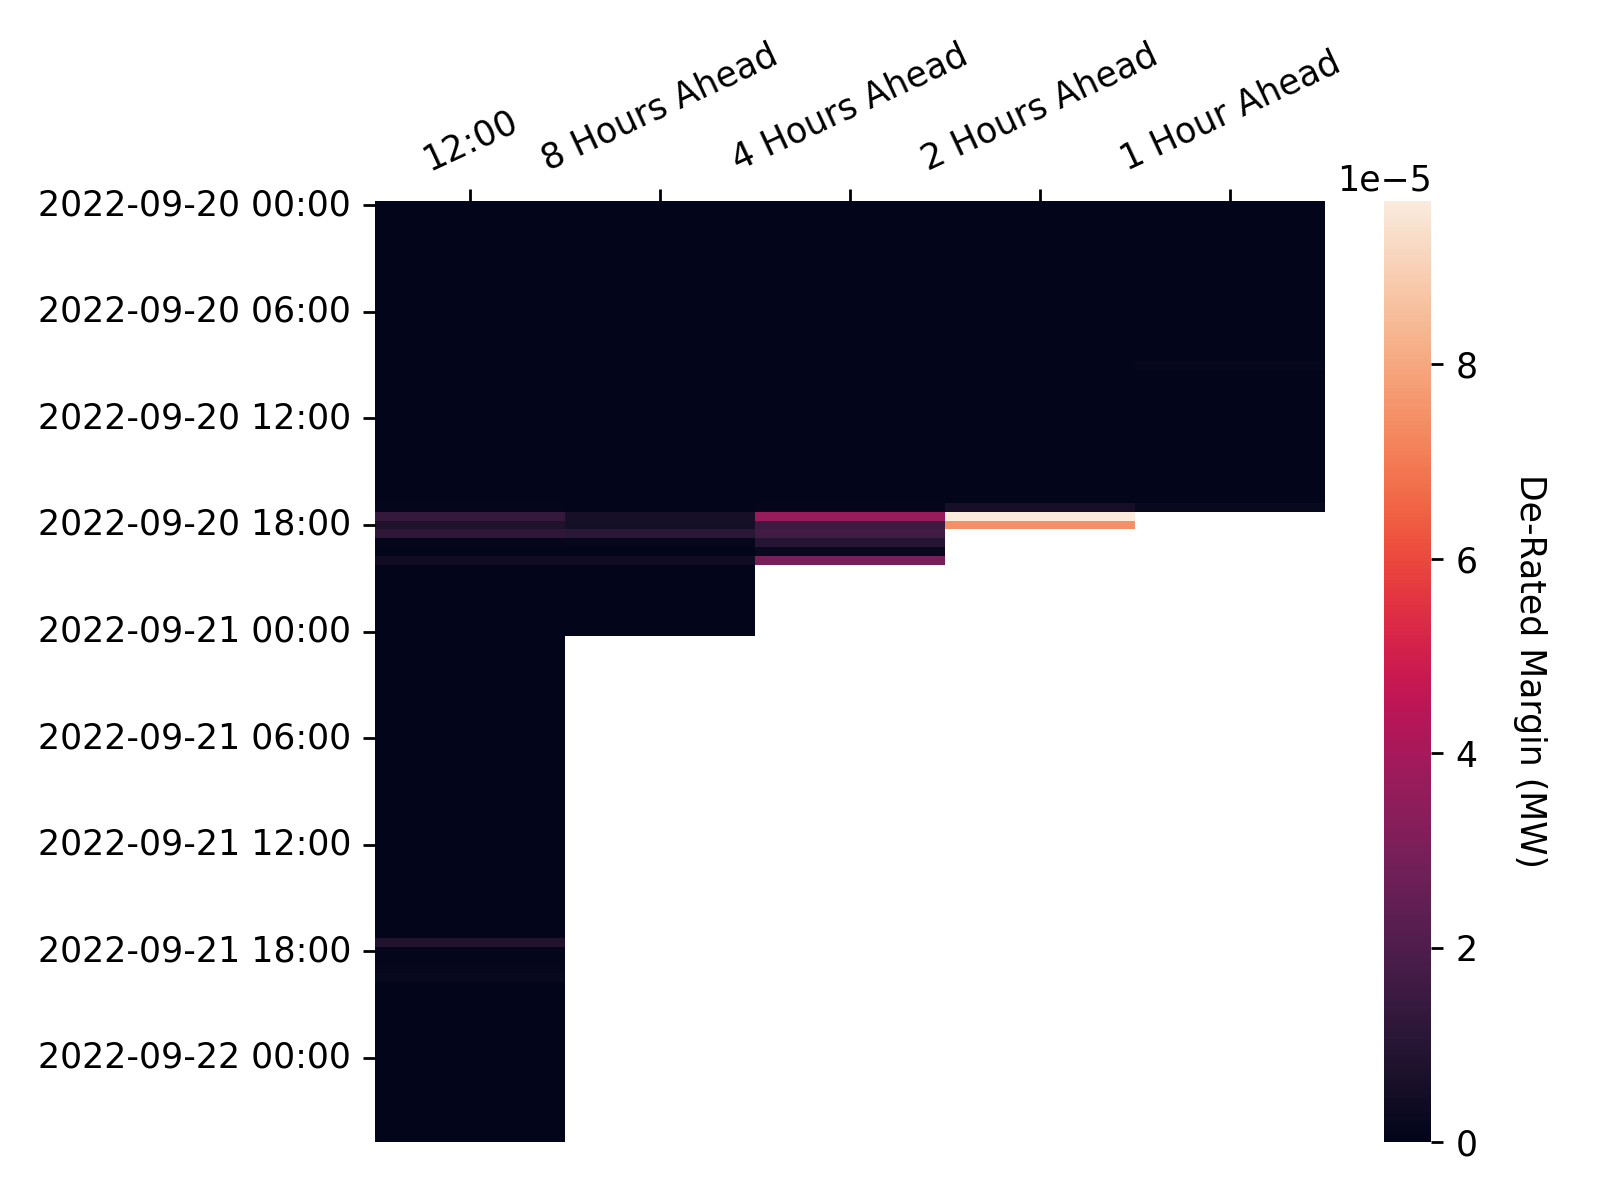 12:00
8 Hours Ahead
4 Hours Ahead
2 Hours Ahead
1 Hour Ahead
1e−5
2022-09-20 00:00
2022-09-20 06:00
2022-09-20 12:00
2022-09-20 18:00
2022-09-21 00:00
2022-09-21 06:00
2022-09-21 12:00
2022-09-21 18:00
2022-09-22 00:00
8
6
4
2
0
De-Rated Margin (MW)